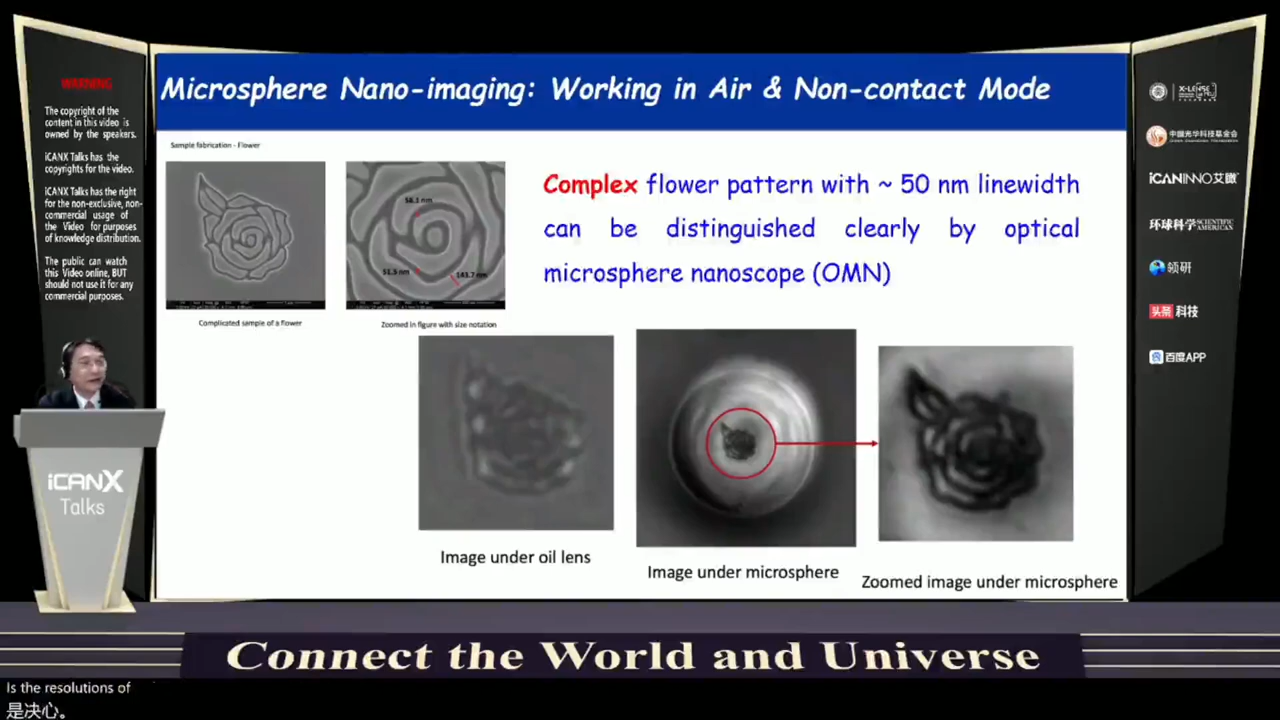 WARNING
The copyright of the
content in this video is
owned by the speakers.
iCANX Talks has the
copyrights for the video.
iCANX Talks has the right
for the non-exclusive, non-
commercial usage of
the Video for purposes
of knowledge distribution.
The public can watch
this Video online, BUT
should not use it for any
commercial purposes.
Microsphere Nano-imaging: Working in Air & Non-contact Mode
Sample fabrication - Flower
58.1 nm
51.5 nm
143.7 nm
Complicated sample of a flower
Zoomed in figure with size notation
Complex flower pattern with ~ 50 nm linewidth
can be distinguished clearly by optical
microsphere nanoscope (OMN)
Image under oil lens
Image under microsphere
Zoomed image under microsphere
X-LENSE
中国光华科技基金会
iCANINNO艾瞰
环球科学 SCIENTIFIC AMERICAN
领研
头条 科技
百度APP
iCANX
Talks
Connect the World and Universe
Is the resolutions of
是决心。